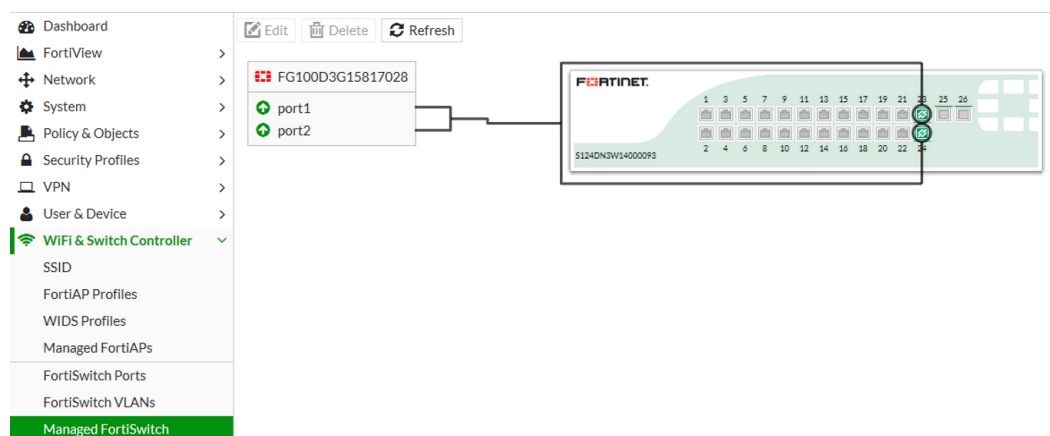 Dashboard
FortiView
Network
System
Policy & Objects
Security Profiles
VPN
User & Device
WiFi & Switch Controller
SSID
FortiAP Profiles
WIDS Profiles
Managed FortiAPs
FortiSwitch Ports
FortiSwitch VLANs
Managed FortiSwitch
Edit Delete Refresh
FG100D3G15817028
port1
port2
FORTINET.
1 3 5 7 9 11 13 15 17 19 21 23 25 26
2 4 6 8 10 12 14 16 18 20 22 24
S124DN3W14000093